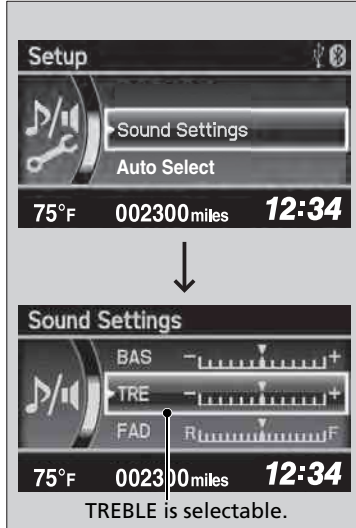 Setup
Sound Settings
Auto Select
75°F 002300 miles 12:34
Sound Settings
BAS - +
TRE - +
FAD R F
75°F 002300 miles 12:34
TREBLE is selectable.